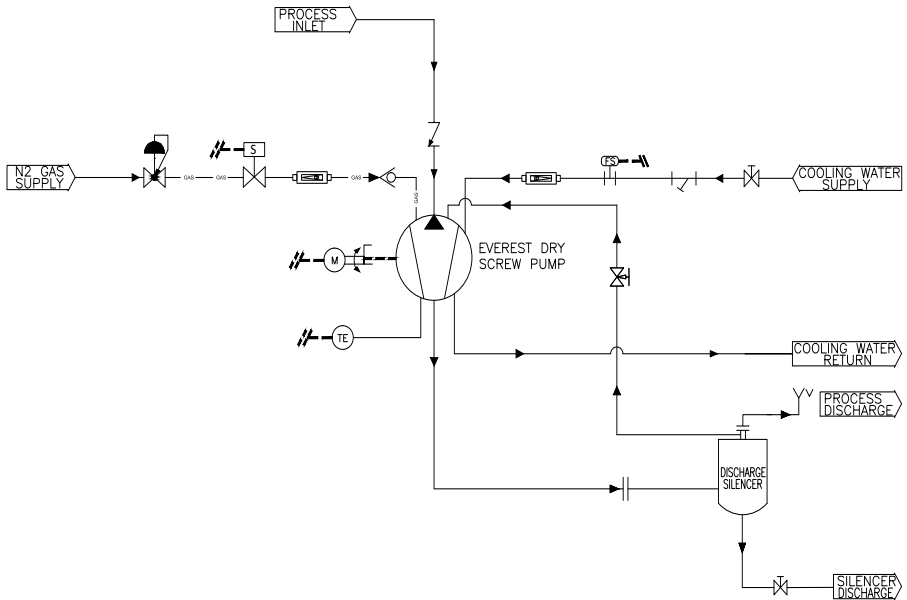 PROCESS
INLET
S
FS
N2 GAS
SUPPLY
GAS GAS GAS
COOLING WATER
SUPPLY
GAS
EVEREST DRY
SCREW PUMP
M
TE
COOLING WATER
RETURN
V
PROCESS
DISCHARGE
DISCHARGE
SILENCER
SILENCER
DISCHARGE